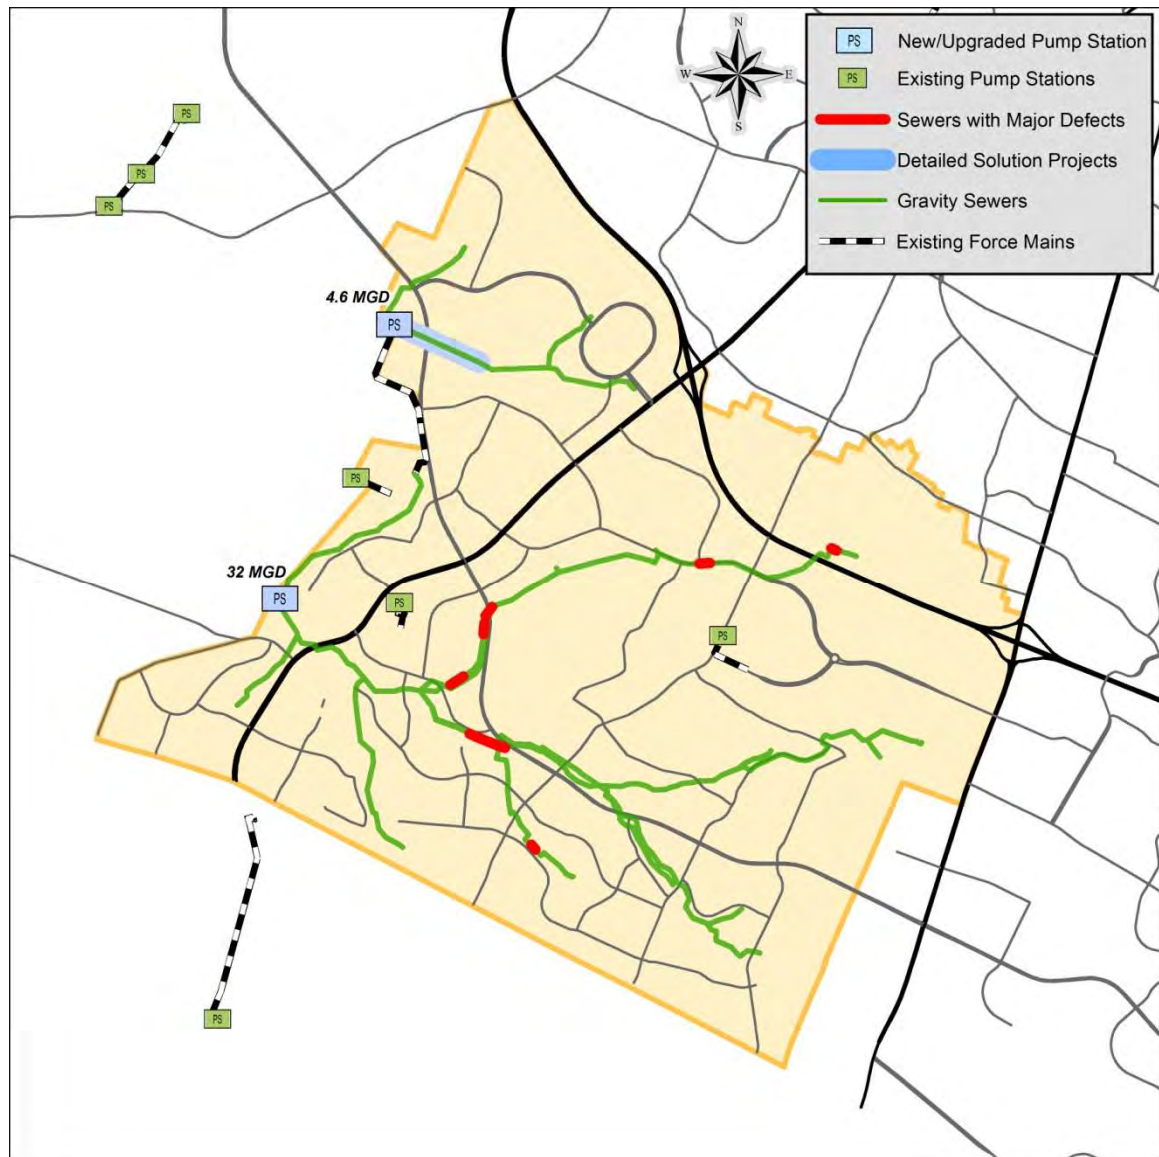 N
W E
S
PS New/Upgraded Pump Station
PS Existing Pump Stations
Sewers with Major Defects
Detailed Solution Projects
Gravity Sewers
Existing Force Mains
PS
PS
PS
4.6 MGD
PS
PS
32 MGD
PS
PS
PS
PS